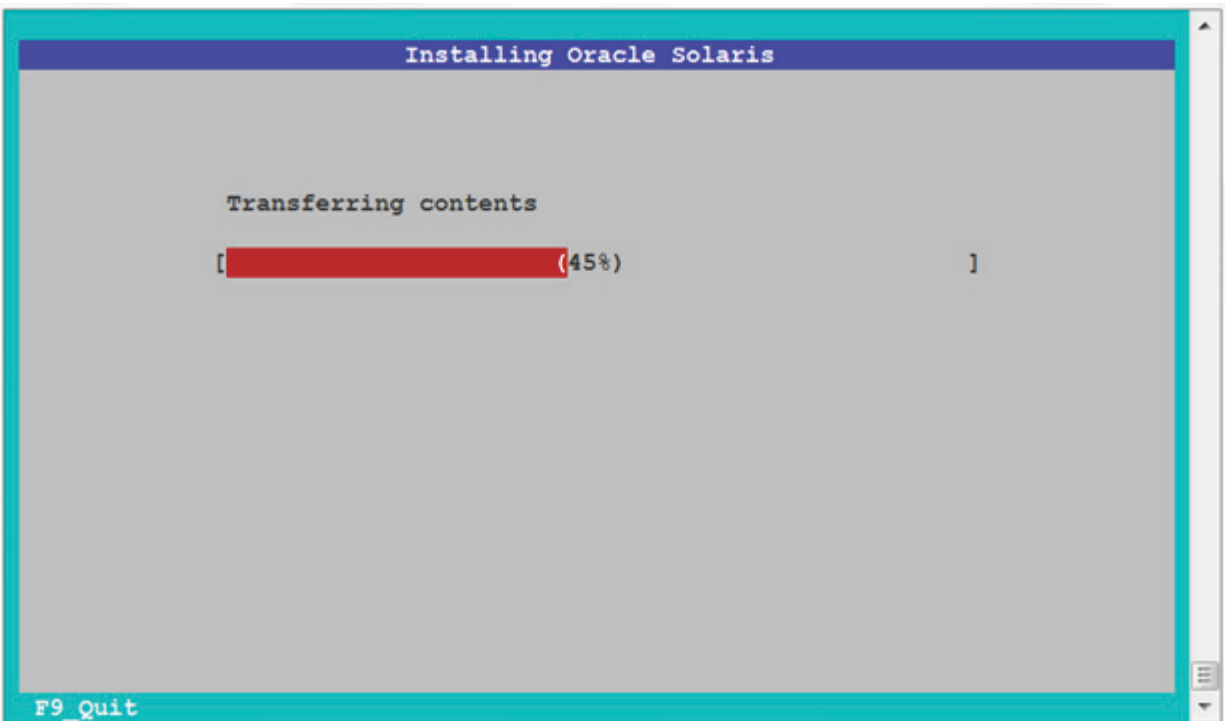 Installing Oracle Solaris
Transferring contents
[ (45%) ]
F9_Quit